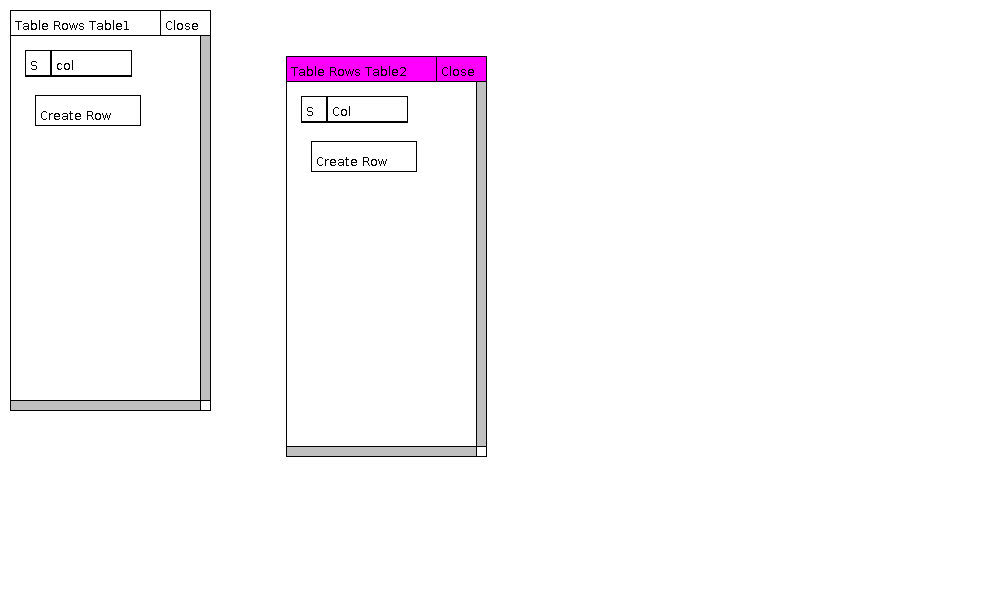 Table Rows Table1 Close
S col
Create Row
Table Rows Table2 Close
S Col
Create Row